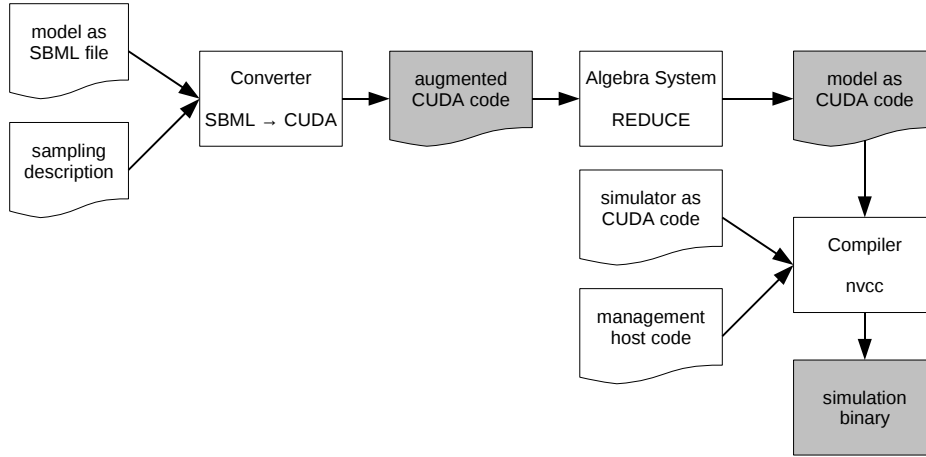 model as
SBML file
sampling
description
Converter
SBML → CUDA
augmented
CUDA code
Algebra System
REDUCE
model as
CUDA code
simulator as
CUDA code
management
host code
Compiler
nvcc
simulation
binary